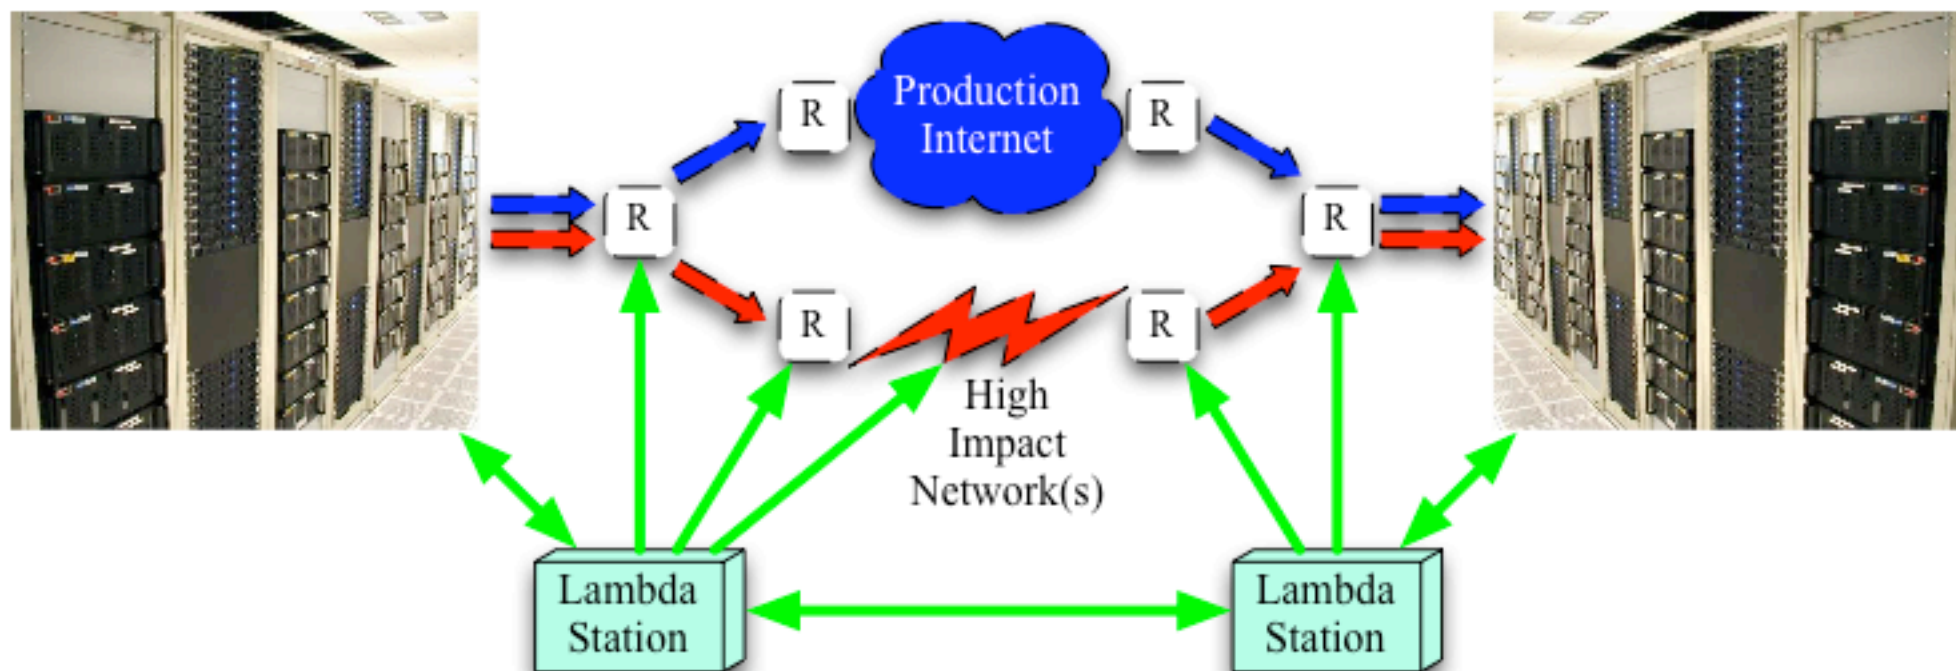 Production
Internet
R
R
R
R
R
R
High
Impact
Network(s)
Lambda
Station
Lambda
Station